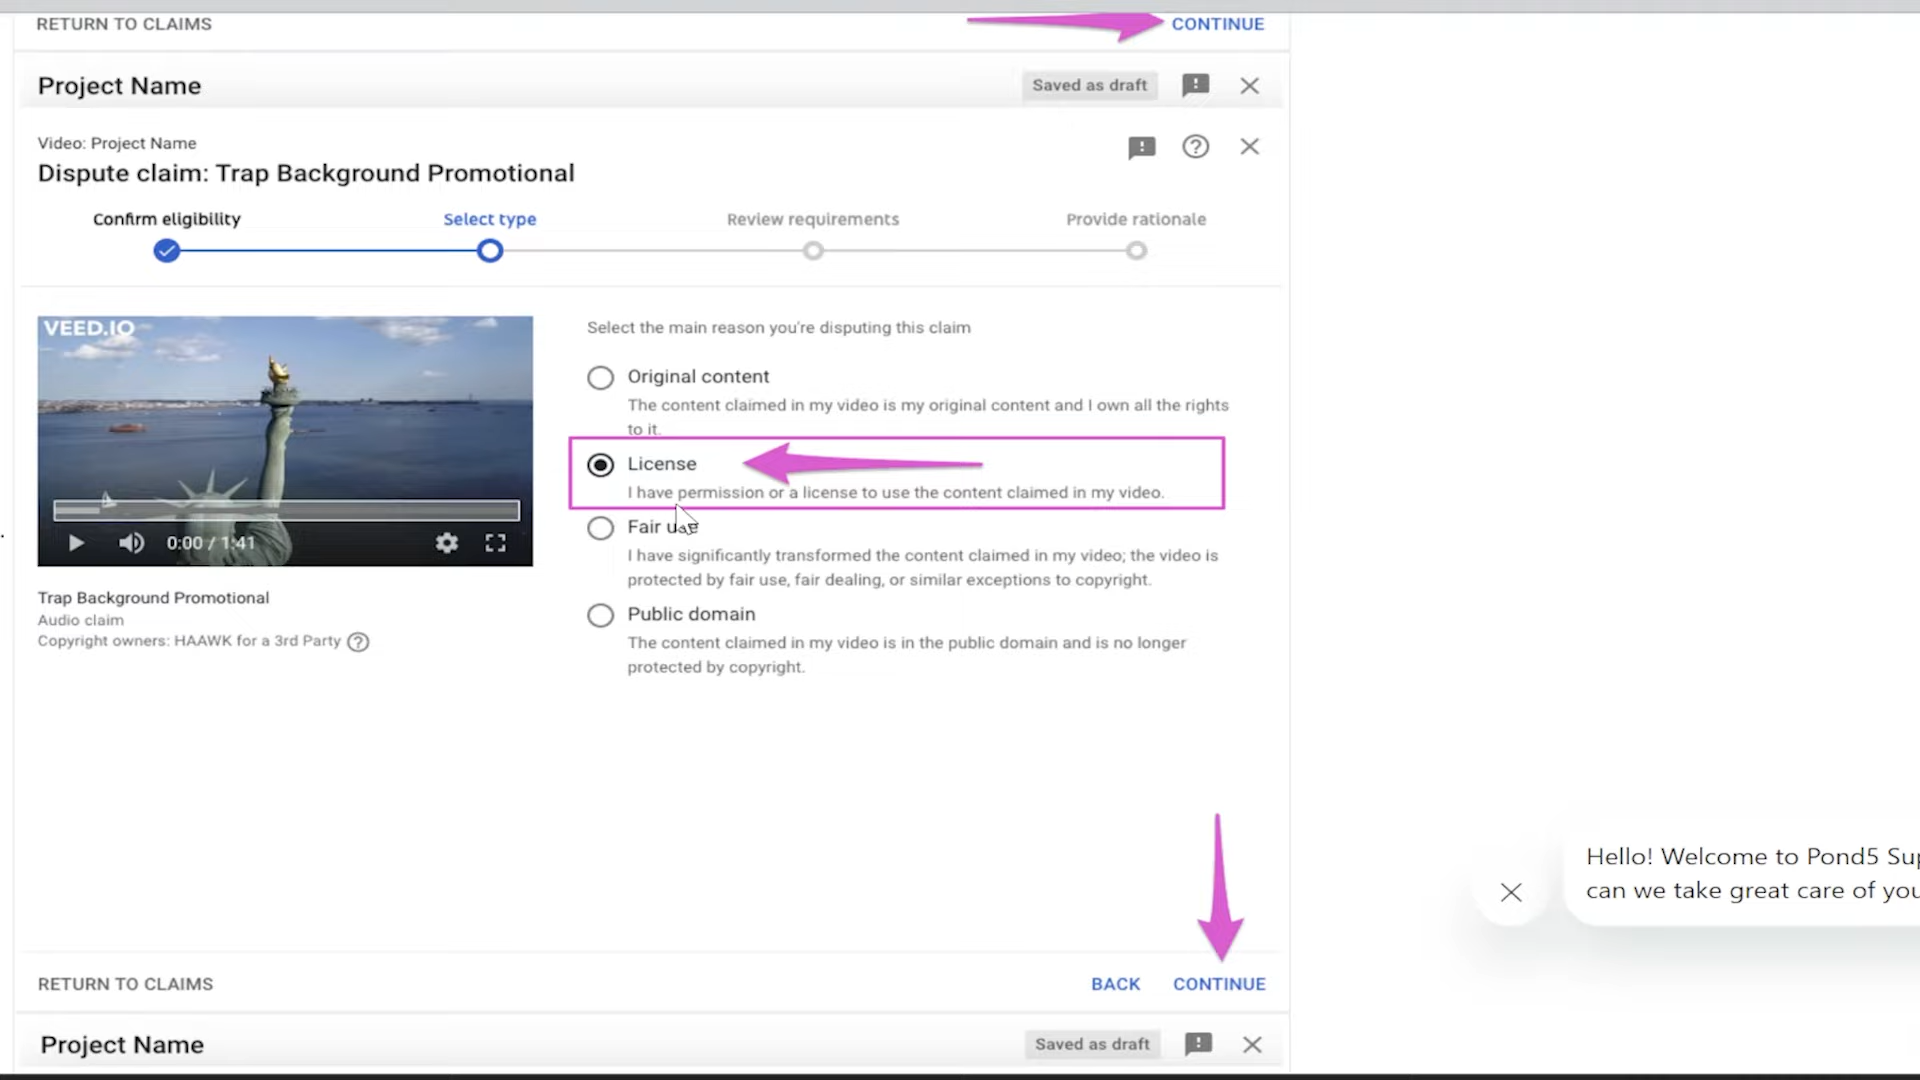 RETURN TO CLAIMS
CONTINUE
Project Name
Saved as draft
Video: Project Name
Dispute claim: Trap Background Promotional
Confirm eligibility
Select type
Review requirements
Provide rationale
VEED.IO
0:00 / 1:41
Trap Background Promotional
Audio claim
Copyright owners: HAAWK for a 3rd Party
Select the main reason you're disputing this claim
Original content
The content claimed in my video is my original content and I own all the rights
to it.
License
I have permission or a license to use the content claimed in my video.
Fair use
I have significantly transformed the content claimed in my video; the video is
protected by fair use, fair dealing, or similar exceptions to copyright.
Public domain
The content claimed in my video is in the public domain and is no longer
protected by copyright.
Hello! Welcome to Pond5 Sup
can we take great care of you
RETURN TO CLAIMS
BACK
CONTINUE
Project Name
Saved as draft